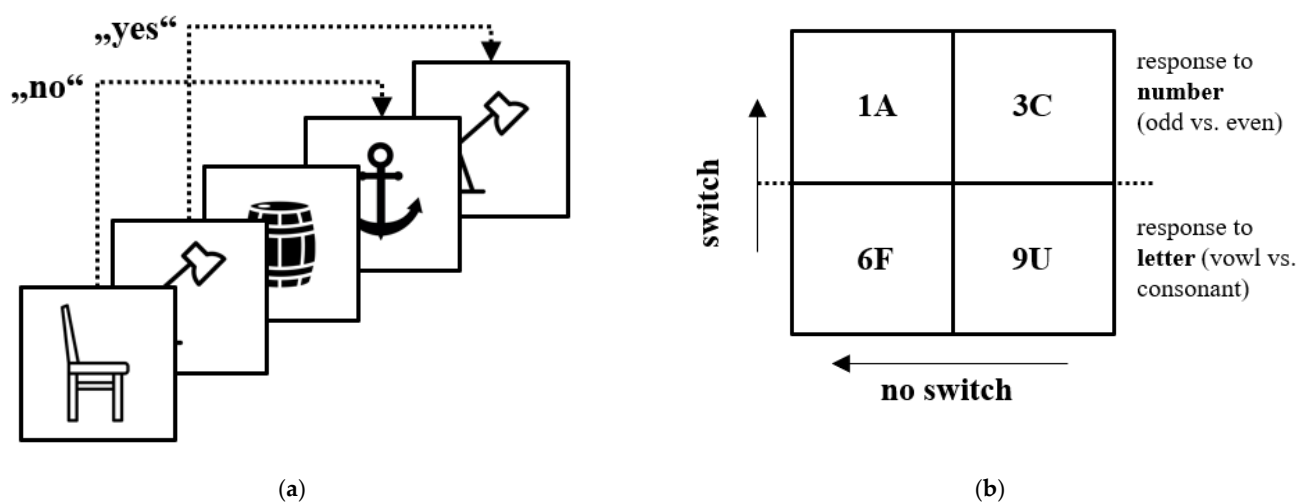 „yes“
„no“
(a)
switch
1A
3C
6F
9U
no switch
response to
number
(odd vs. even)
response to
letter (vowl vs.
consonant)
(b)